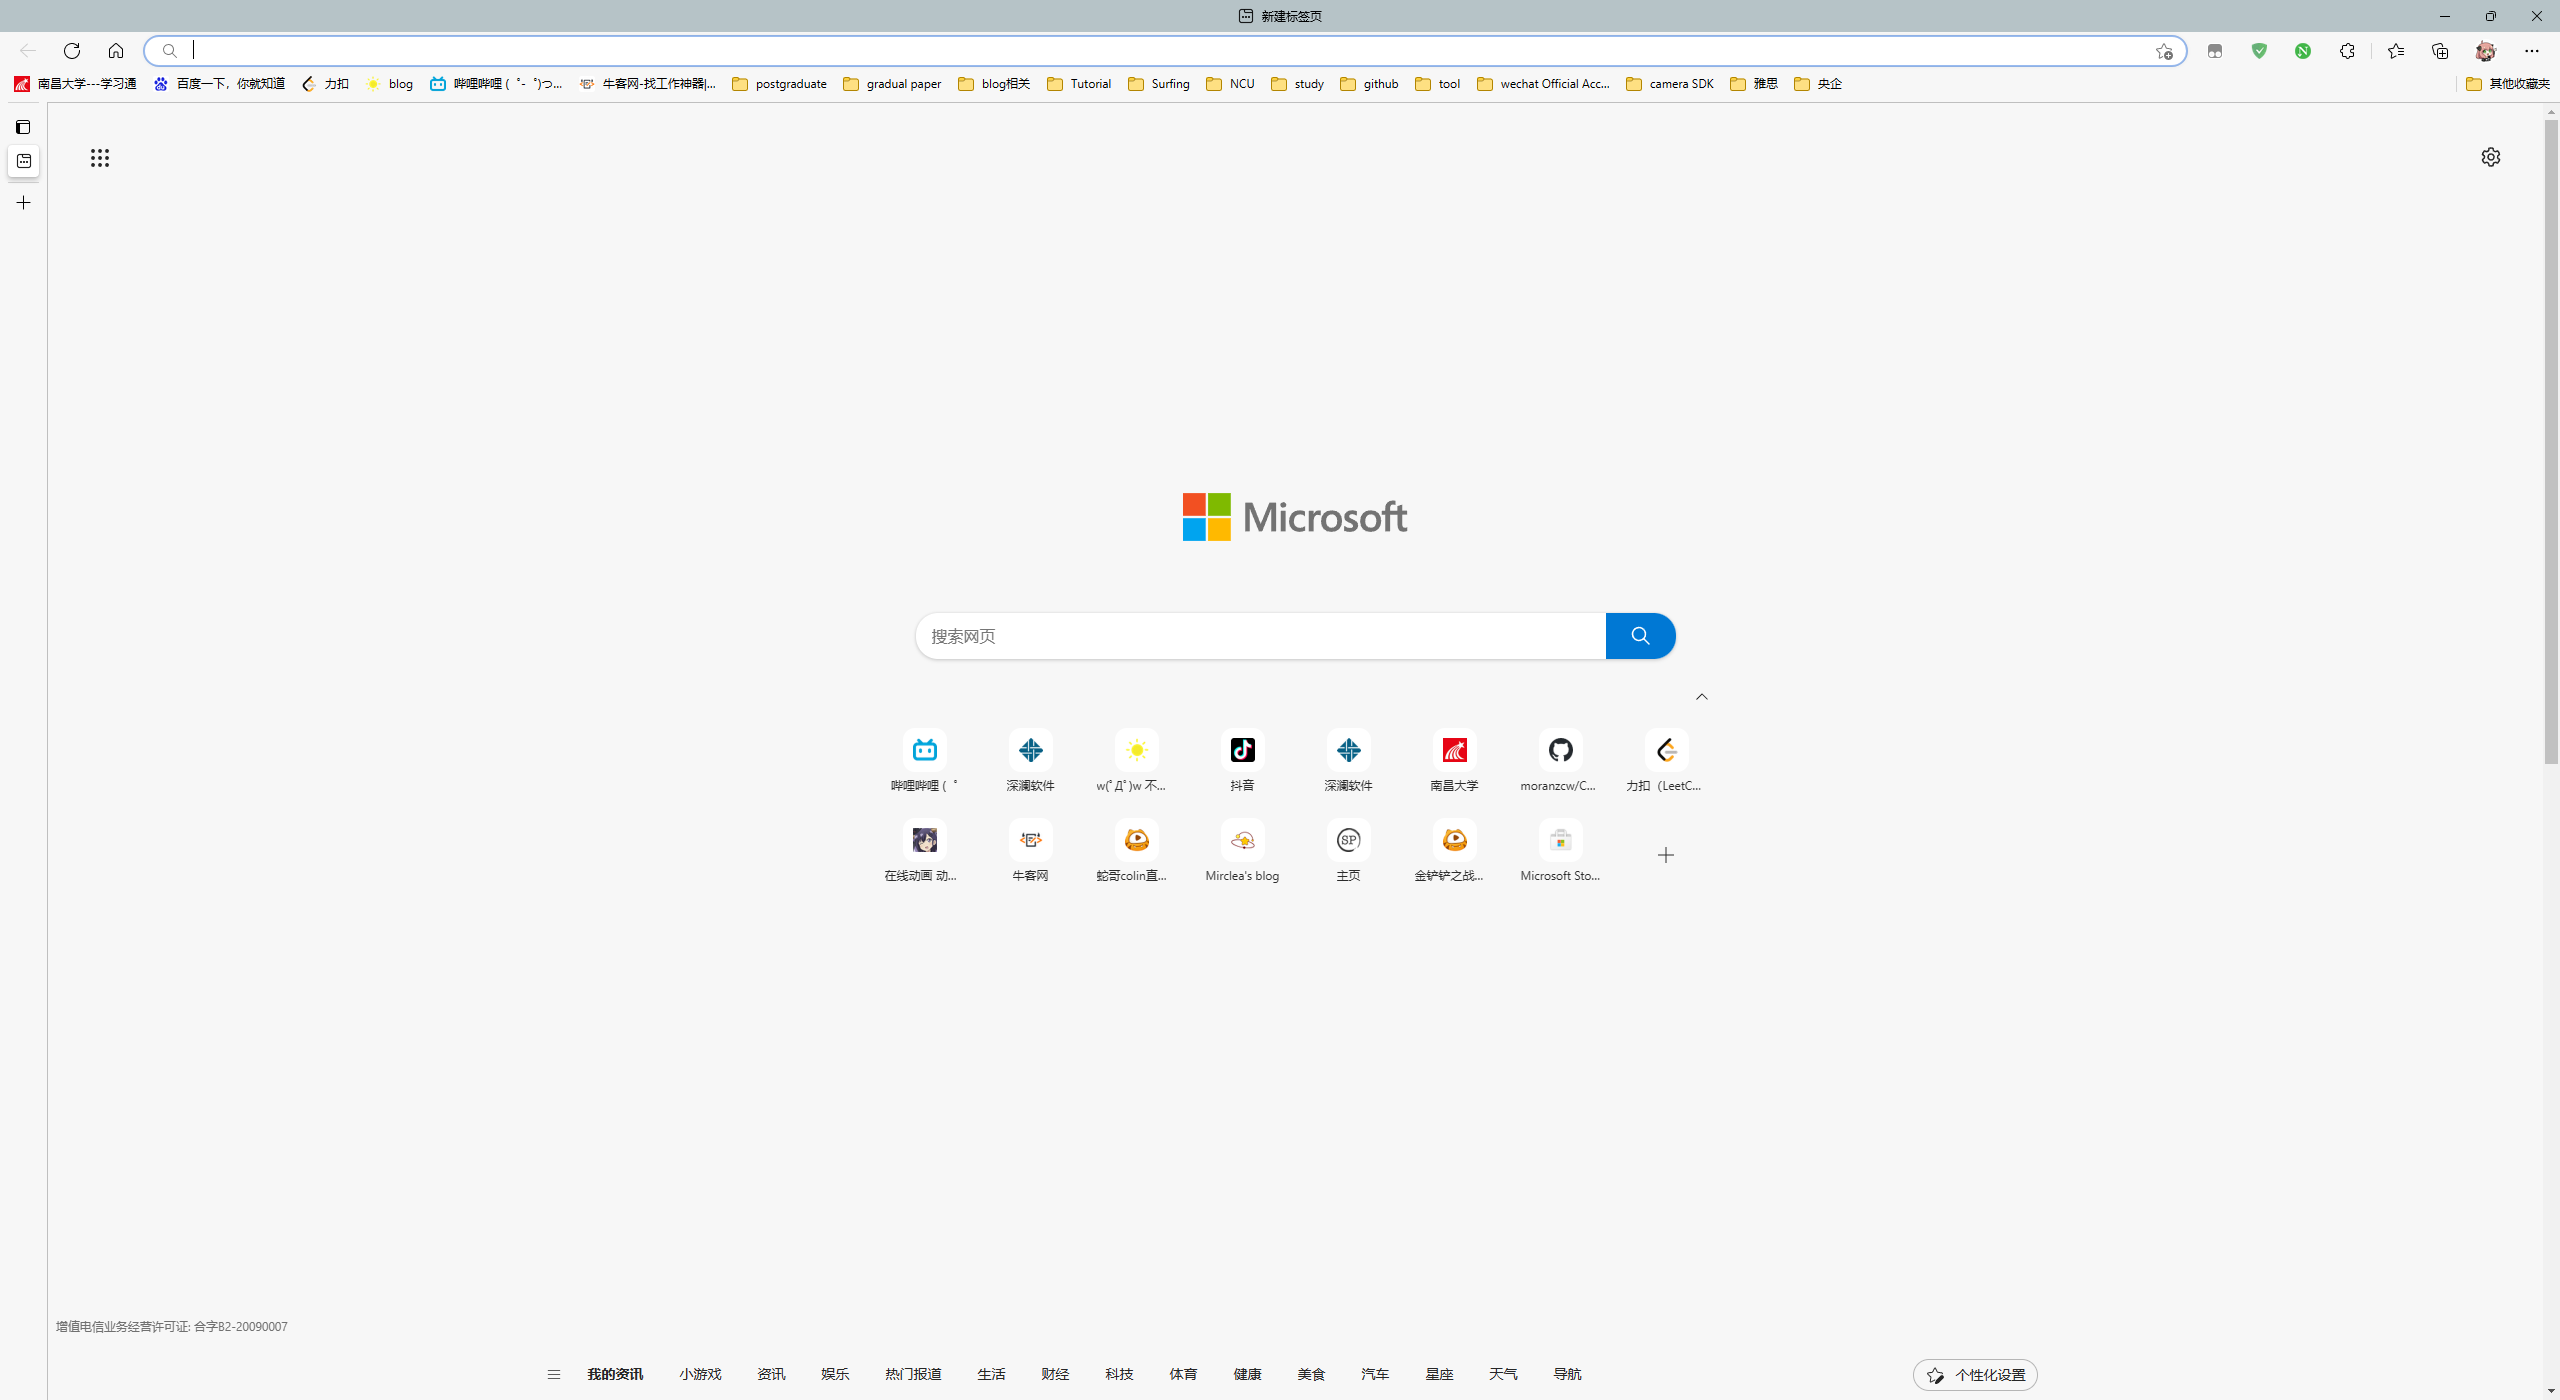 新建标签页
南昌大学---学习通 百度一下，你就知道 力扣 blog 哔哩哔哩 ( ゜- ゜)つ... 牛客网-找工作神器|... postgraduate gradual paper blog相关 Tutorial Surfing NCU study github tool wechat Official Acc... camera SDK 雅思 央企 其他收藏夹
Microsoft
搜索网页
哔哩哔哩 ( ゜ 深澜软件 w(ﾟДﾟ)w 不... 抖音 深澜软件 南昌大学 moranzcw/C... 力扣（LeetC...
SP
在线动画 动... 牛客网 蛇哥colin直... Mirclea's blog 主页 金铲铲之战... Microsoft Sto...
增值电信业务经营许可证: 合字B2-20090007
我的资讯 小游戏 资讯 娱乐 热门报道 生活 财经 科技 体育 健康 美食 汽车 星座 天气 导航 个性化设置